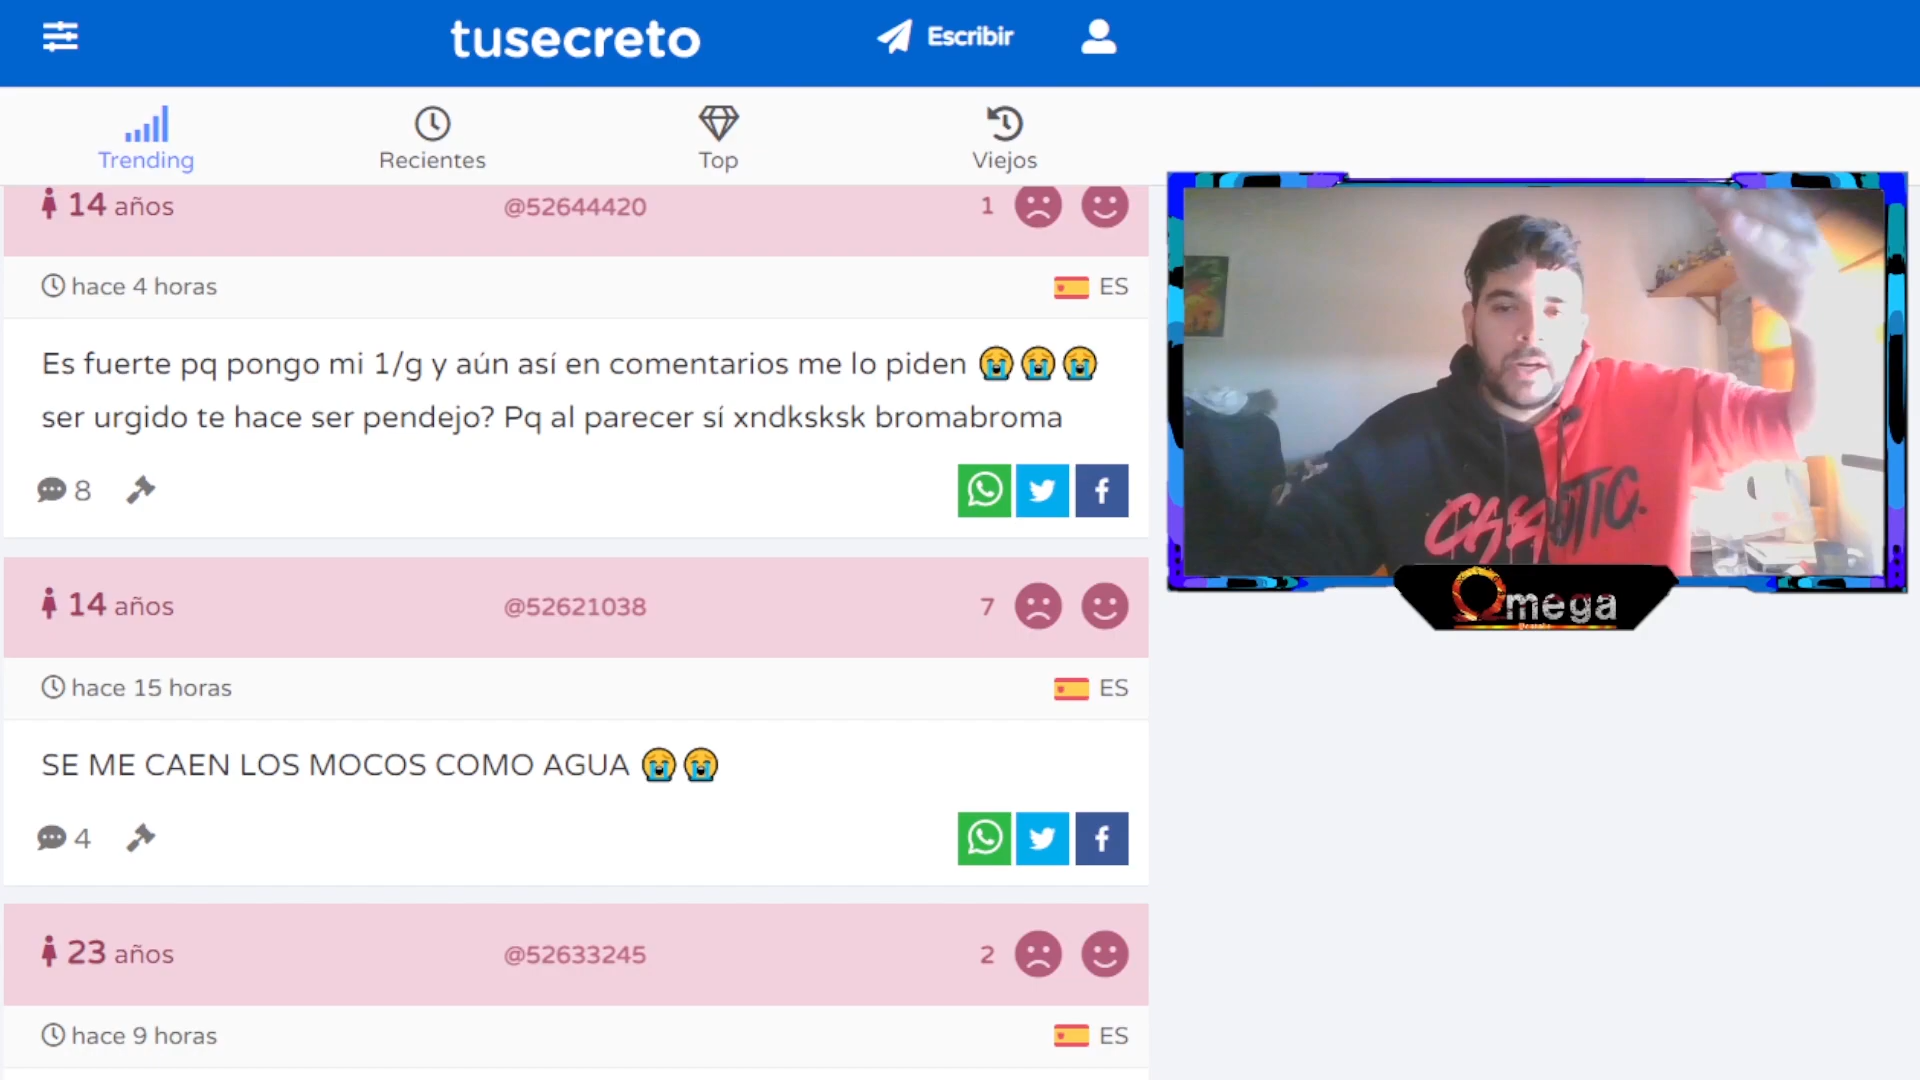 tusecreto
Escribir
Trending
Recientes
Top
Viejos
14 años
@52644420
1
hace 4 horas
ES
Es fuerte pq pongo mi 1/g y aún así en comentarios me lo piden 😭😭😭
ser urgido te hace ser pendejo? Pq al parecer sí xndksksk bromabroma
8
14 años
@52621038
7
hace 15 horas
ES
SE ME CAEN LOS MOCOS COMO AGUA 😭😭
4
23 años
@52633245
2
hace 9 horas
ES
CHAOTIC.
Ωmega